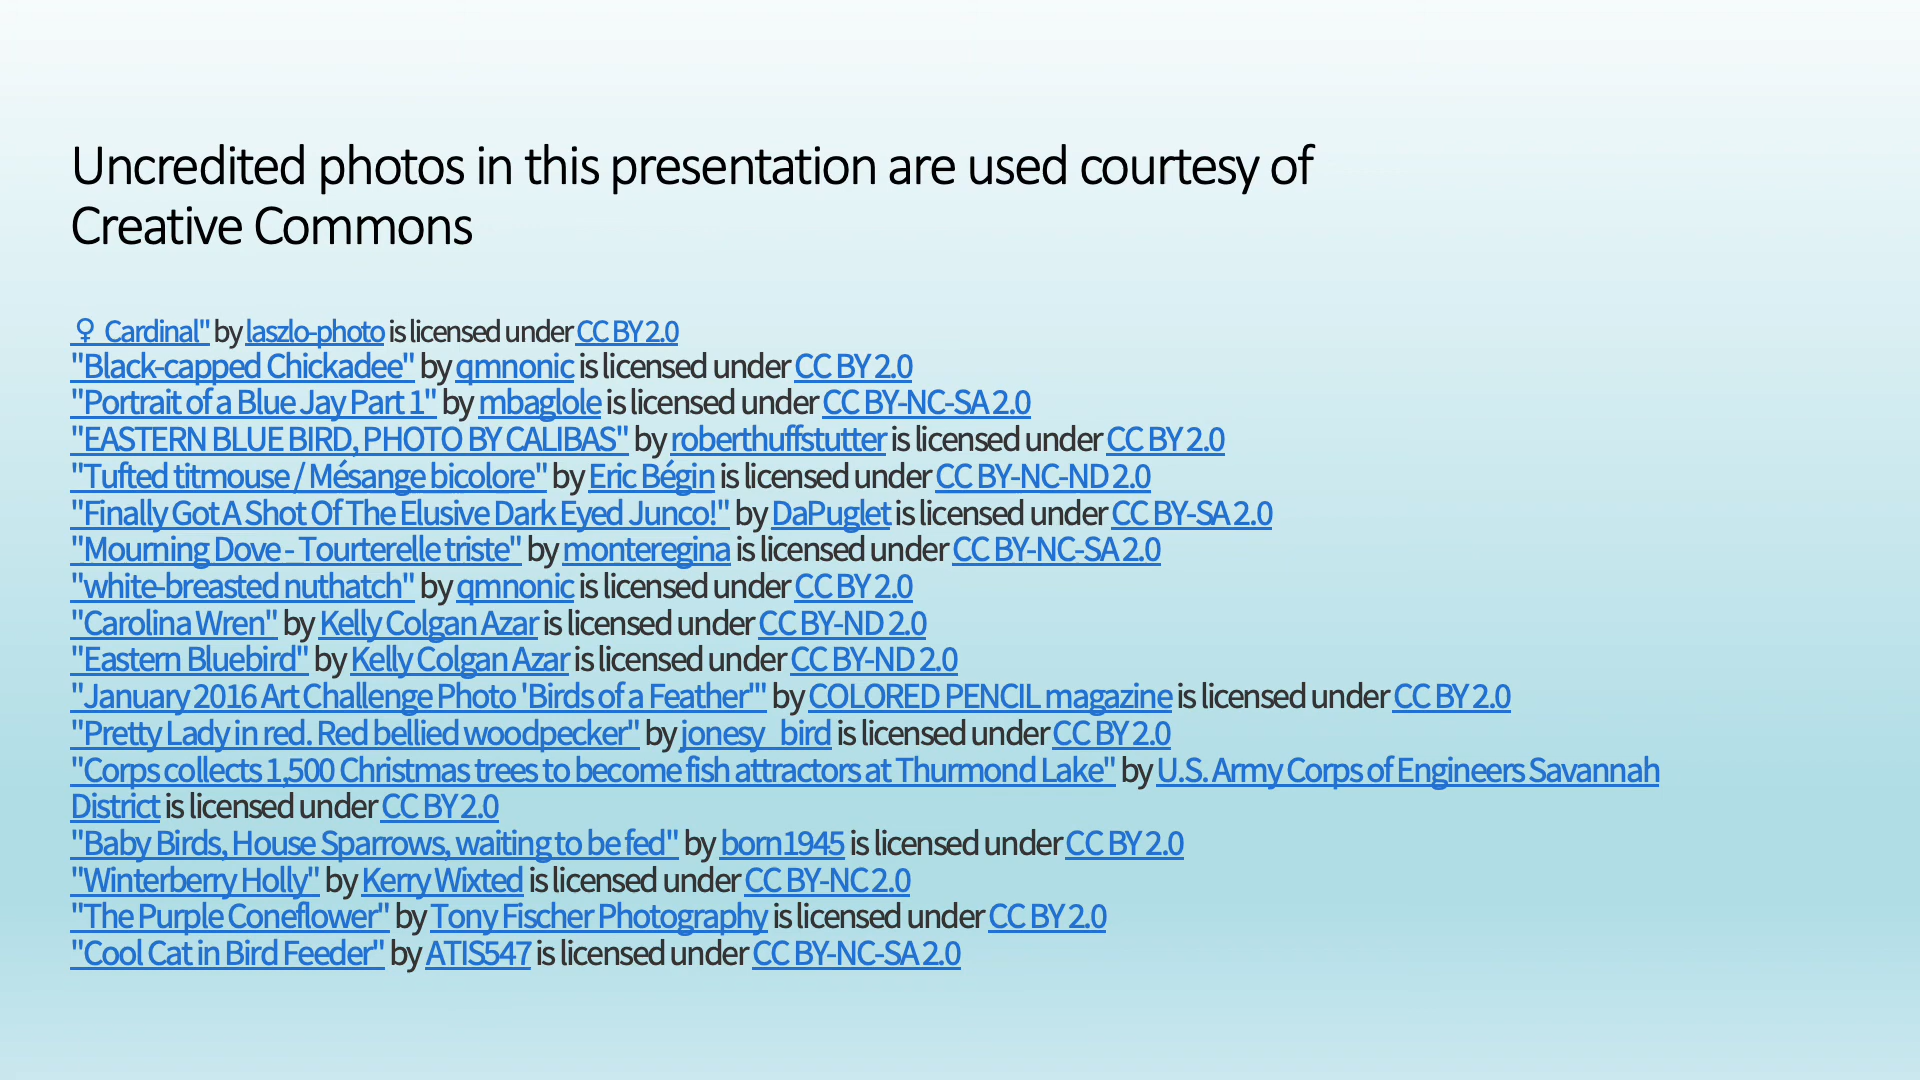 Uncredited photos in this presentation are used courtesy of
Creative Commons
♀ Cardinal" by laszlo-photo is licensed under CC BY 2.0
"Black-capped Chickadee" by qmnonic is licensed under CC BY 2.0
"Portrait of a Blue Jay Part 1" by mbaglole is licensed under CC BY-NC-SA 2.0
"EASTERN BLUE BIRD, PHOTO BY CALIBAS" by roberthuffstutter is licensed under CC BY 2.0
"Tufted titmouse / Mésange bicolore" by Eric Bégin is licensed under CC BY-NC-ND 2.0
"Finally Got A Shot Of The Elusive Dark Eyed Junco!" by DaPuglet is licensed under CC BY-SA 2.0
"Mourning Dove - Tourterelle triste" by monteregina is licensed under CC BY-NC-SA 2.0
"white-breasted nuthatch" by qmnonic is licensed under CC BY 2.0
"Carolina Wren" by Kelly Colgan Azar is licensed under CC BY-ND 2.0
"Eastern Bluebird" by Kelly Colgan Azar is licensed under CC BY-ND 2.0
"January 2016 Art Challenge Photo 'Birds of a Feather'" by COLORED PENCIL magazine is licensed under CC BY 2.0
"Pretty Lady in red. Red bellied woodpecker" by jonesy_bird is licensed under CC BY 2.0
"Corps collects 1,500 Christmas trees to become fish attractors at Thurmond Lake" by U.S. Army Corps of Engineers Savannah
District is licensed under CC BY 2.0
"Baby Birds, House Sparrows, waiting to be fed" by born1945 is licensed under CC BY 2.0
"Winterberry Holly" by Kerry Wixted is licensed under CC BY-NC 2.0
"The Purple Coneflower" by Tony Fischer Photography is licensed under CC BY 2.0
"Cool Cat in Bird Feeder" by ATIS547 is licensed under CC BY-NC-SA 2.0